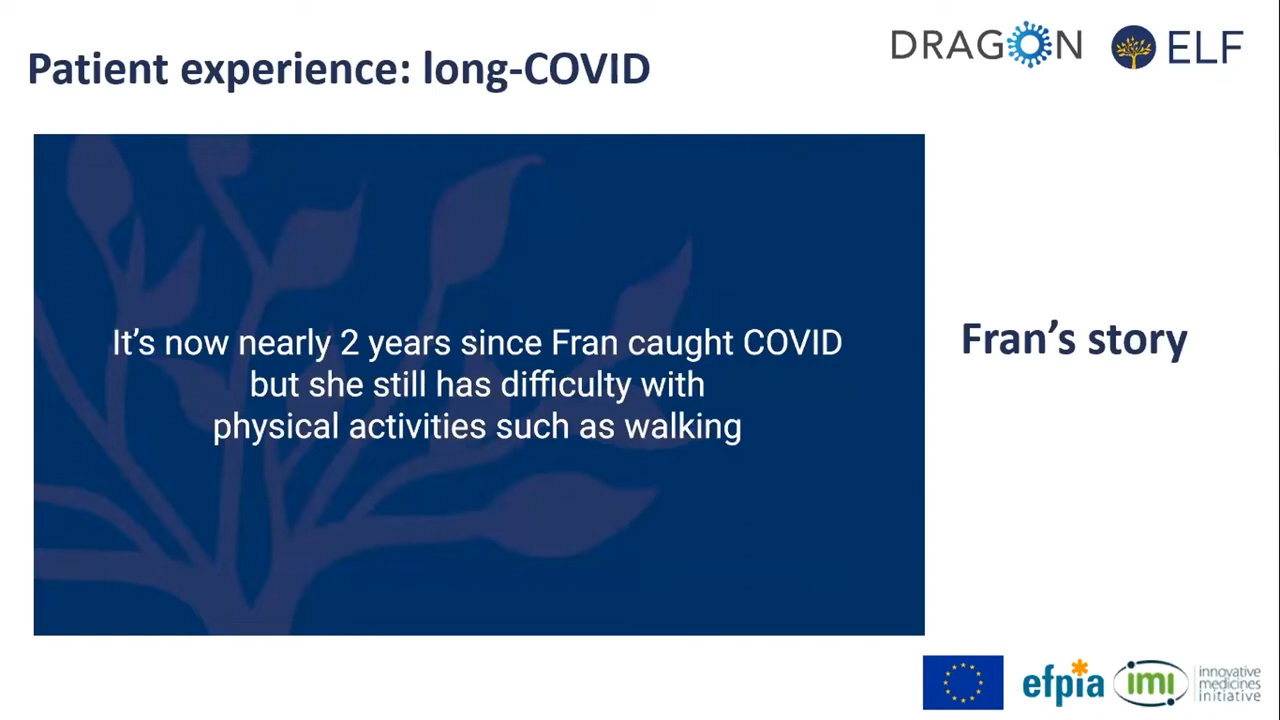 Patient experience: long-COVID
DRAGON
ELF
It’s now nearly 2 years since Fran caught COVID
but she still has difficulty with
physical activities such as walking
Fran’s story
efpia
imi
innovative
medicines
initiative